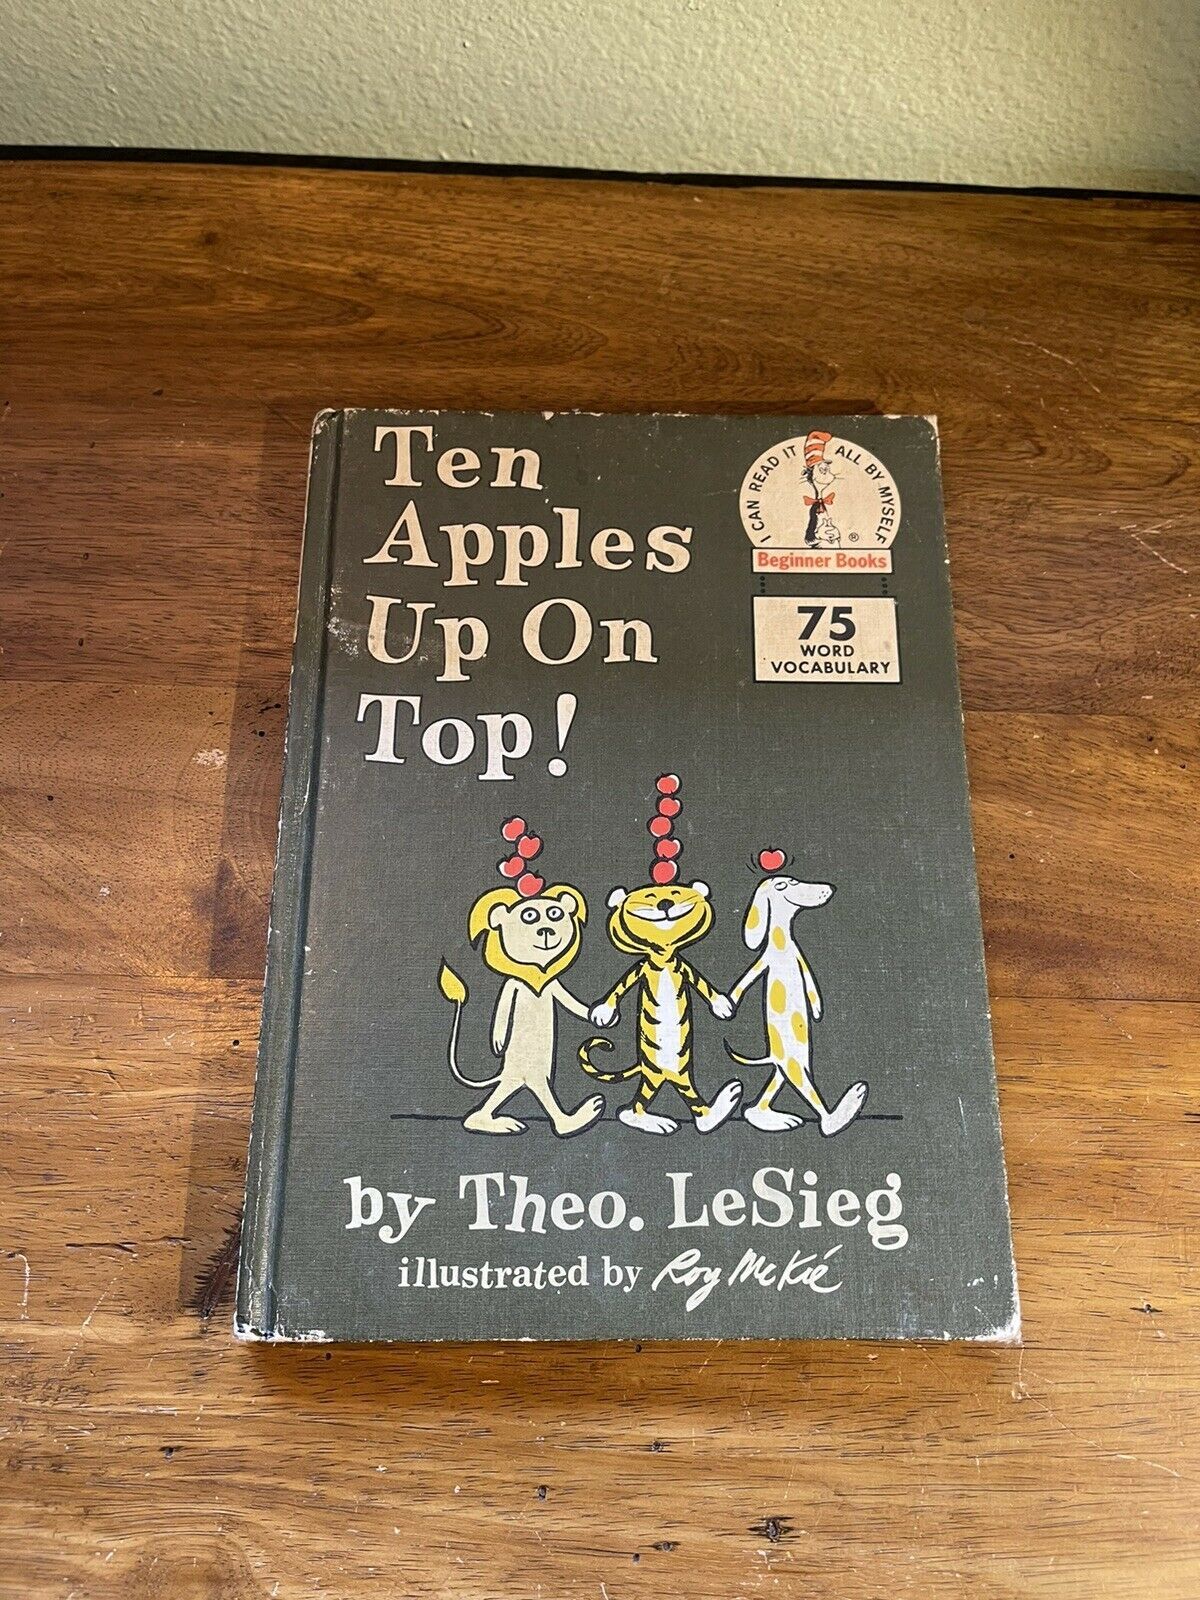 Ten
Apples
Up On
Top!
I CAN READ IT ALL BY MYSELF
®
Beginner Books
75
WORD
VOCABULARY
by Theo. LeSieg
illustrated by Roy McKié